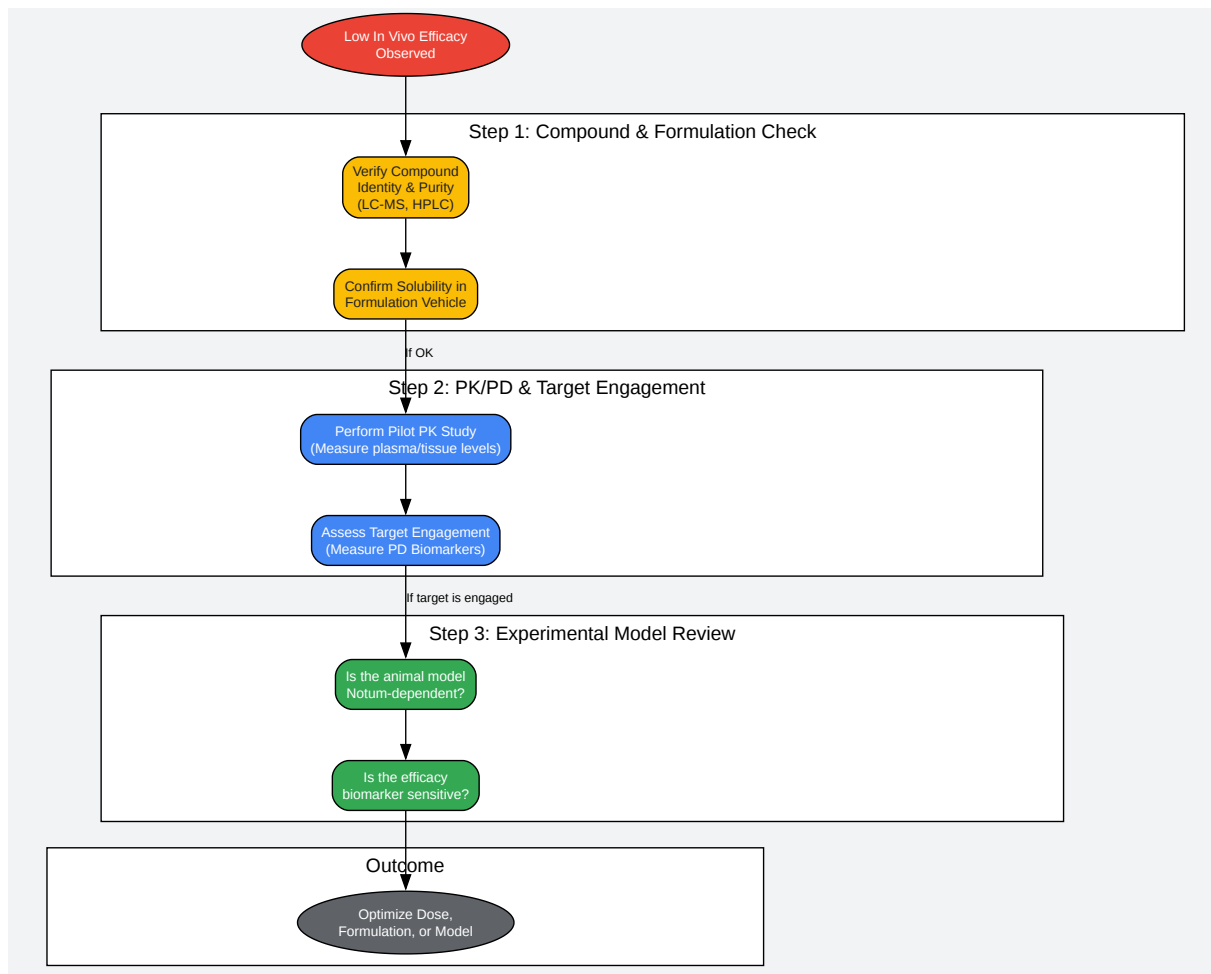 Low In Vivo Efficacy
Observed
Step 1: Compound & Formulation Check
Verify Compound
Identity & Purity
(LC-MS, HPLC)
Confirm Solubility in
Formulation Vehicle
If OK
Step 2: PK/PD & Target Engagement
Perform Pilot PK Study
(Measure plasma/tissue levels)
Assess Target Engagement
(Measure PD Biomarkers)
If target is engaged
Step 3: Experimental Model Review
Is the animal model
Notum-dependent?
Is the efficacy
biomarker sensitive?
Outcome
Optimize Dose,
Formulation, or Model